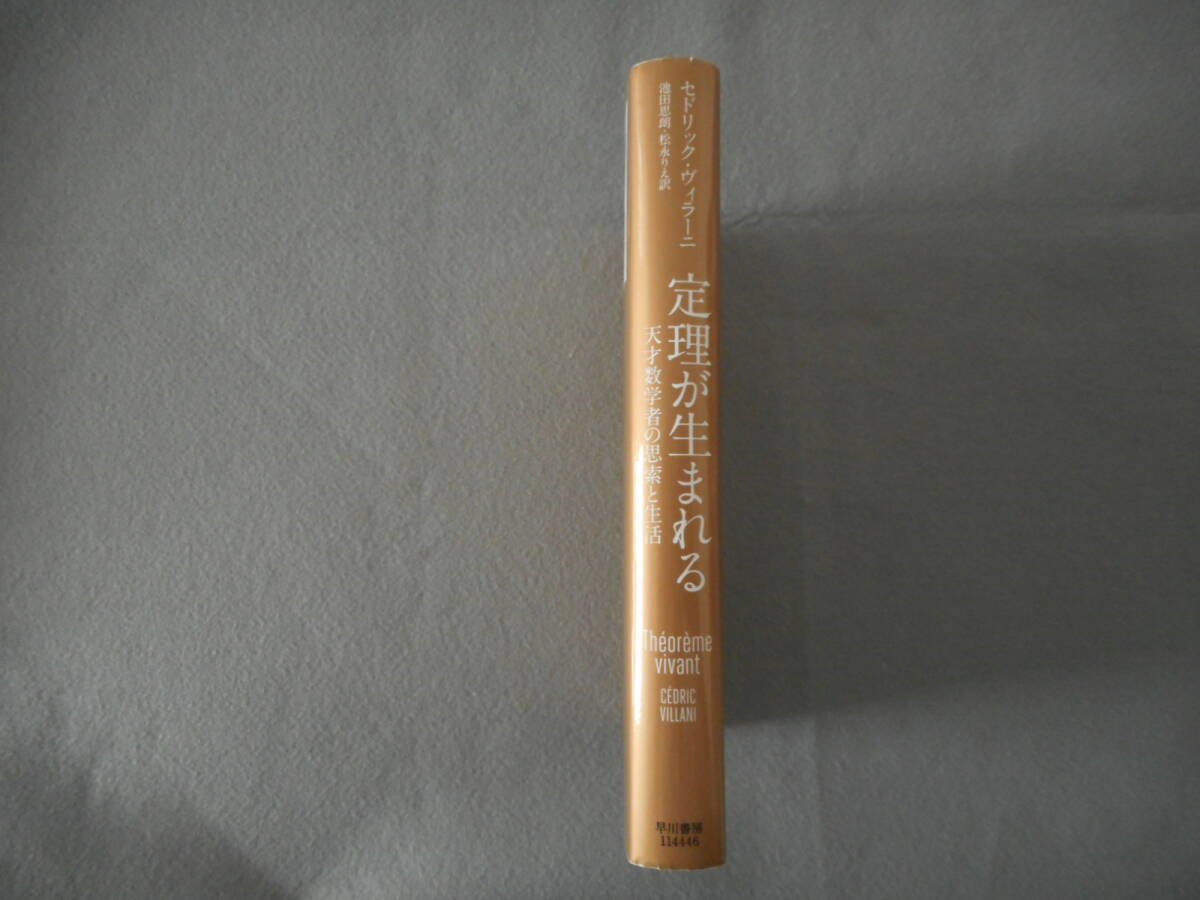 セドリック・ヴィラーニ
池田思朗・松永りえ訳
定理が生まれる
天才数学者の思索と生活
Théorème
vivant
CÉDRIC
VILLANI
早川書房
114446